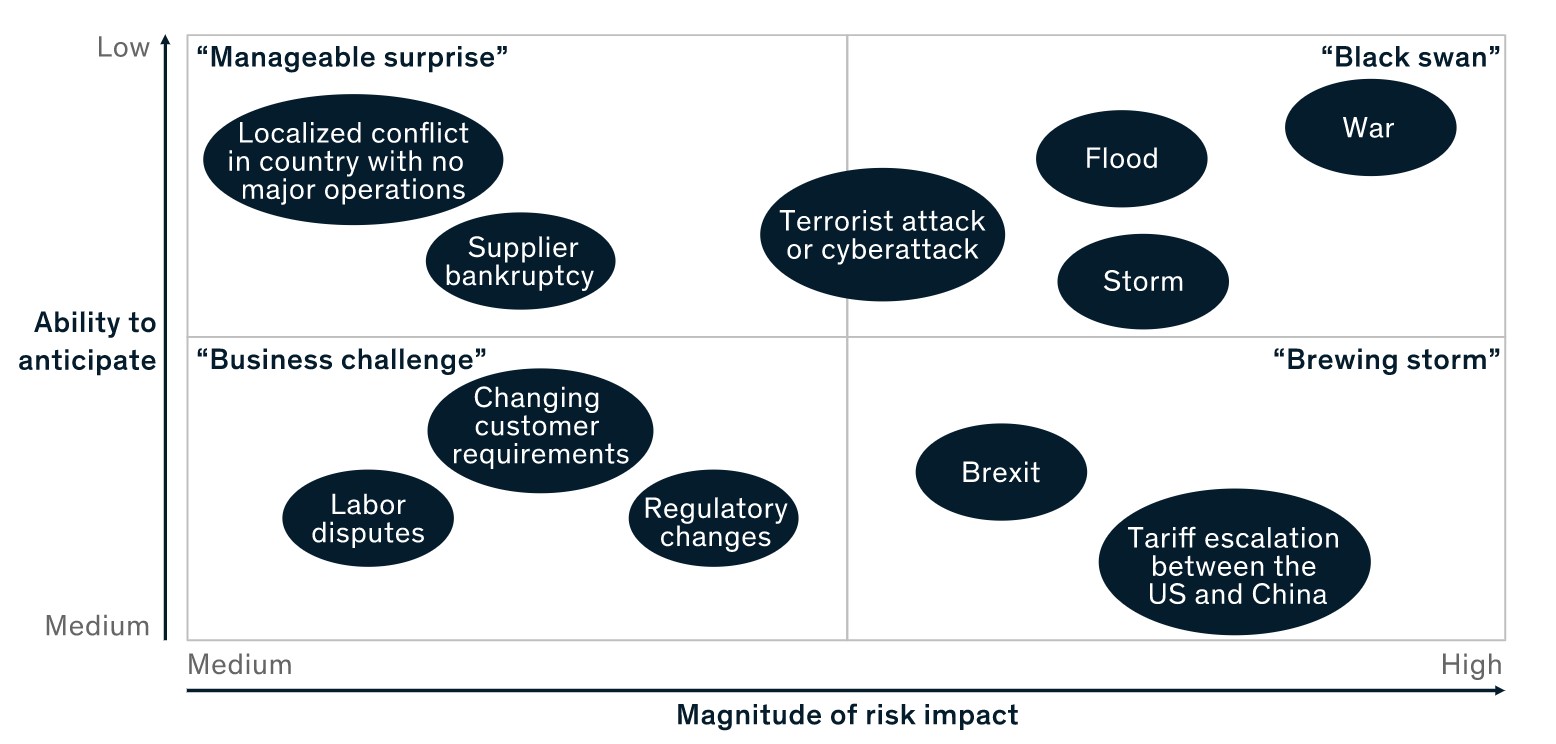 Low
“Manageable surprise”
“Black swan”
Localized conflict
in country with no
major operations
Supplier
bankruptcy
Terrorist attack
or cyberattack
Flood
War
Storm
Ability to
anticipate
“Business challenge”
“Brewing storm”
Changing
customer
requirements
Labor
disputes
Regulatory
changes
Brexit
Tariff escalation
between the
US and China
Medium
Medium
High
Magnitude of risk impact